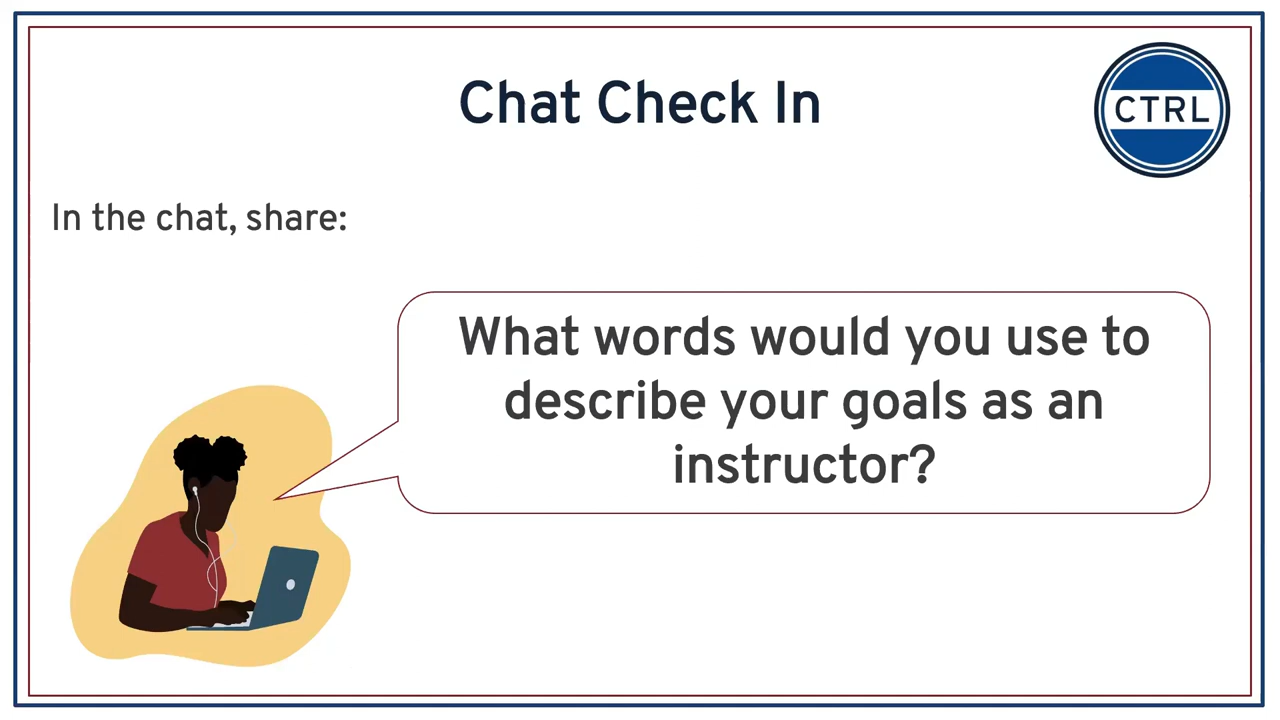 Chat Check In
CTRL
In the chat, share:
What words would you use to
describe your goals as an
instructor?